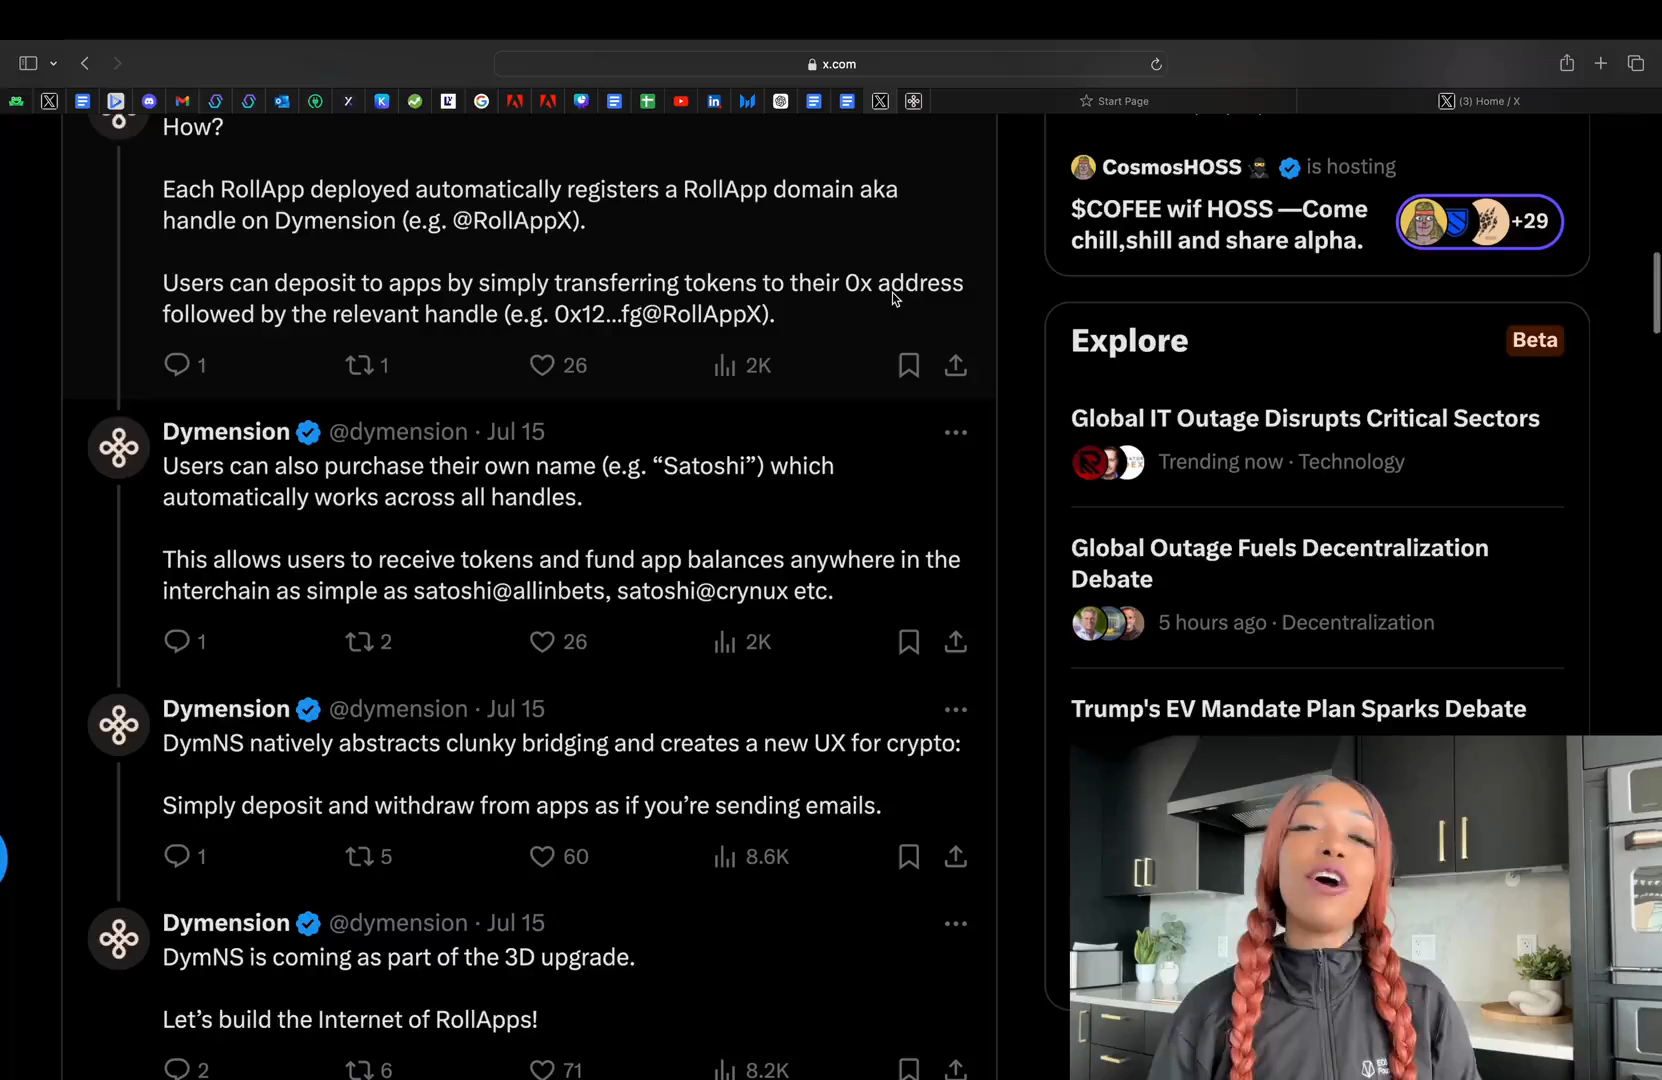 x.com
Start Page
(3) Home / X
How?
Each RollApp deployed automatically registers a RollApp domain aka
handle on Dymension (e.g. @RollAppX).
Users can deposit to apps by simply transferring tokens to their 0x address
followed by the relevant handle (e.g. 0x12...fg@RollAppX).
1 1 26 2K
Dymension @dymension · Jul 15
Users can also purchase their own name (e.g. “Satoshi”) which
automatically works across all handles.
This allows users to receive tokens and fund app balances anywhere in the
interchain as simple as satoshi@allinbets, satoshi@crynux etc.
1 2 26 2K
Dymension @dymension · Jul 15
DymNS natively abstracts clunky bridging and creates a new UX for crypto:
Simply deposit and withdraw from apps as if you’re sending emails.
1 5 60 8.6K
Dymension @dymension · Jul 15
DymNS is coming as part of the 3D upgrade.
Let’s build the Internet of RollApps!
2 6 71 8.2K
CosmosHOSS is hosting
$COFEE wif HOSS —Come
chill,shill and share alpha.
+29
Explore
Beta
Global IT Outage Disrupts Critical Sectors
Trending now · Technology
Global Outage Fuels Decentralization
Debate
5 hours ago · Decentralization
Trump's EV Mandate Plan Sparks Debate